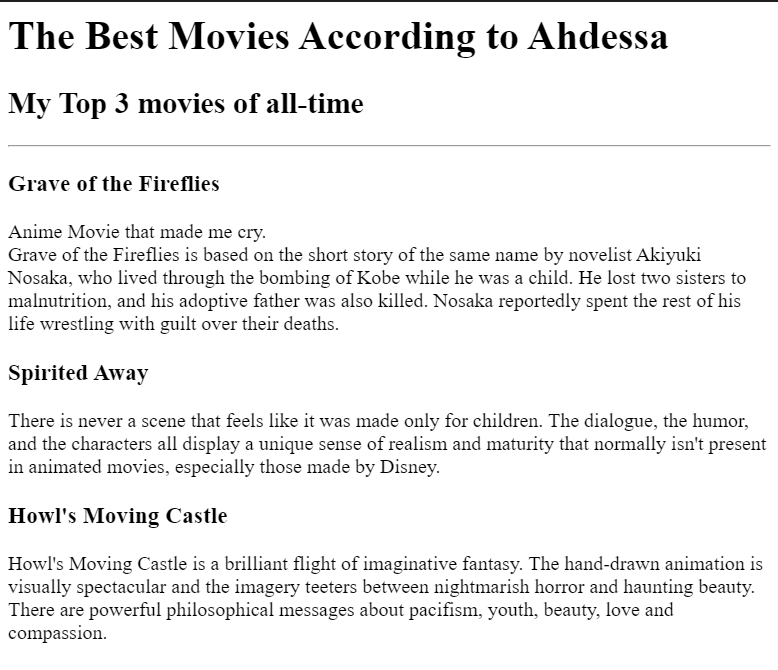 The Best Movies According to Ahdessa
My Top 3 movies of all-time
Grave of the Fireflies
Anime Movie that made me cry.
Grave of the Fireflies is based on the short story of the same name by novelist Akiyuki
Nosaka, who lived through the bombing of Kobe while he was a child. He lost two sisters to
malnutrition, and his adoptive father was also killed. Nosaka reportedly spent the rest of his
life wrestling with guilt over their deaths.
Spirited Away
There is never a scene that feels like it was made only for children. The dialogue, the humor,
and the characters all display a unique sense of realism and maturity that normally isn't present
in animated movies, especially those made by Disney.
Howl's Moving Castle
Howl's Moving Castle is a brilliant flight of imaginative fantasy. The hand-drawn animation is
visually spectacular and the imagery teeters between nightmarish horror and haunting beauty.
There are powerful philosophical messages about pacifism, youth, beauty, love and
compassion.